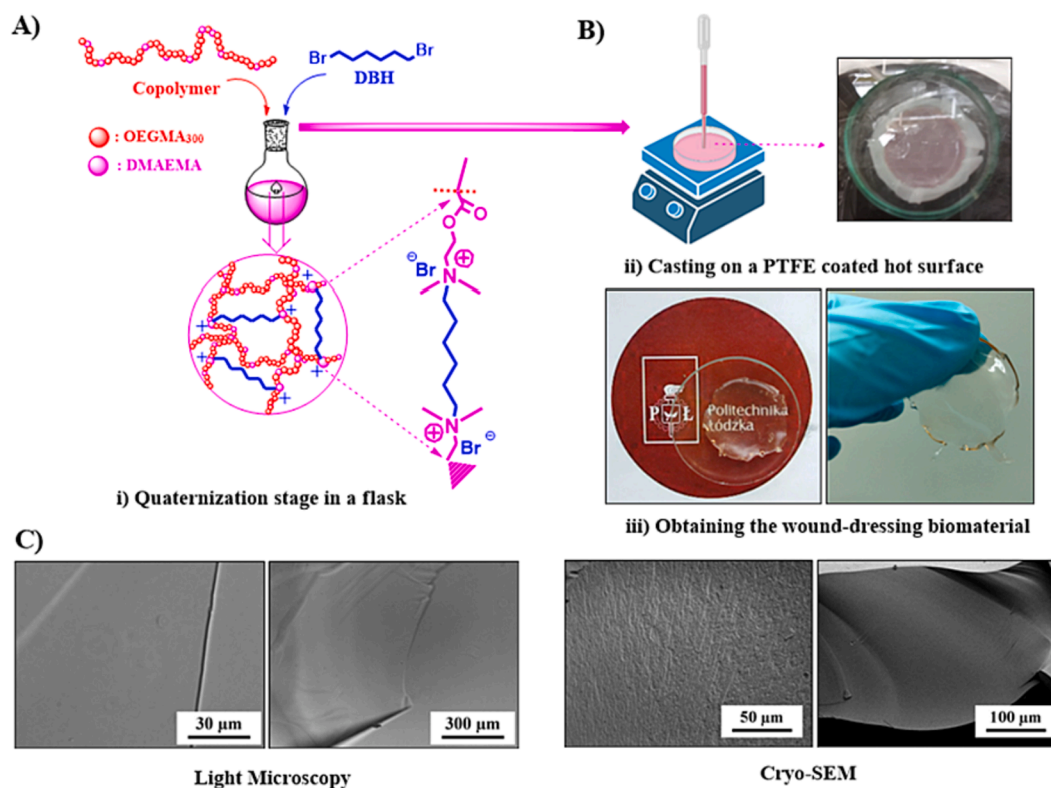 A)
Br
Br
DBH
Copolymer
: OEGMA300
: DMAEMA
O
O
⊖
Br
⊕
N
+
+
+
+
+
+
N
⊕
Br
⊖
i) Quaternization stage in a flask
B)
ii) Casting on a PTFE coated hot surface
P Ł
Politechnika
Łódzka
iii) Obtaining the wound-dressing biomaterial
C)
30 µm
300 µm
Light Microscopy
50 µm
100 µm
Cryo-SEM